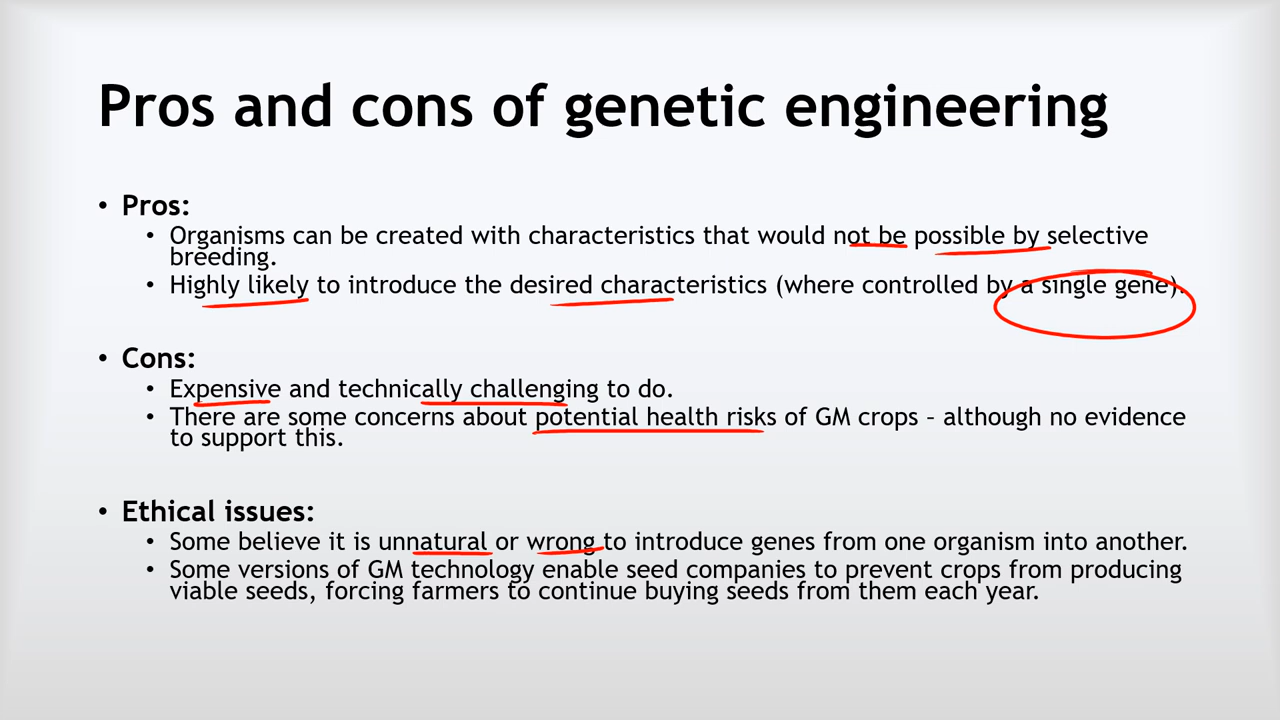 Pros and cons of genetic engineering
• Pros:
• Organisms can be created with characteristics that would not be possible by selective
breeding.
• Highly likely to introduce the desired characteristics (where controlled by a single gene).
• Cons:
• Expensive and technically challenging to do.
• There are some concerns about potential health risks of GM crops – although no evidence
to support this.
• Ethical issues:
• Some believe it is unnatural or wrong to introduce genes from one organism into another.
• Some versions of GM technology enable seed companies to prevent crops from producing
viable seeds, forcing farmers to continue buying seeds from them each year.